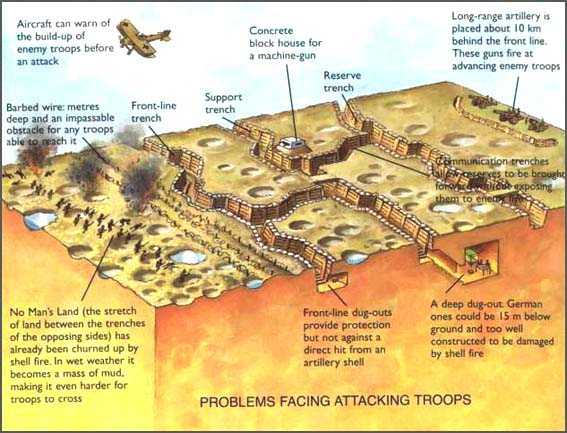 Aircraft can warn of
the build-up of
enemy troops before
an attack
Concrete
block house for
a machine-gun
Long-range artillery is
placed about 10 km
behind the front line.
These guns fire at
advancing enemy troops
Reserve
trench
Support
trench
Front-line
trench
Barbed wire: metres
deep and an impassable
obstacle for any troops
able to reach it
Communication trenches
allow reserves to be brought
forward without exposing
them to enemy fire
No Man's Land (the stretch
of land between the trenches
of the opposing sides) has
already been churned up by
shell fire. In wet weather it
becomes a mass of mud,
making it even harder for
troops to cross
Front-line dug-outs
provide protection
but not against a
direct hit from an
artillery shell
A deep dug-out. German
ones could be 15 m below
ground and too well
constructed to be damaged
by shell fire
PROBLEMS FACING ATTACKING TROOPS